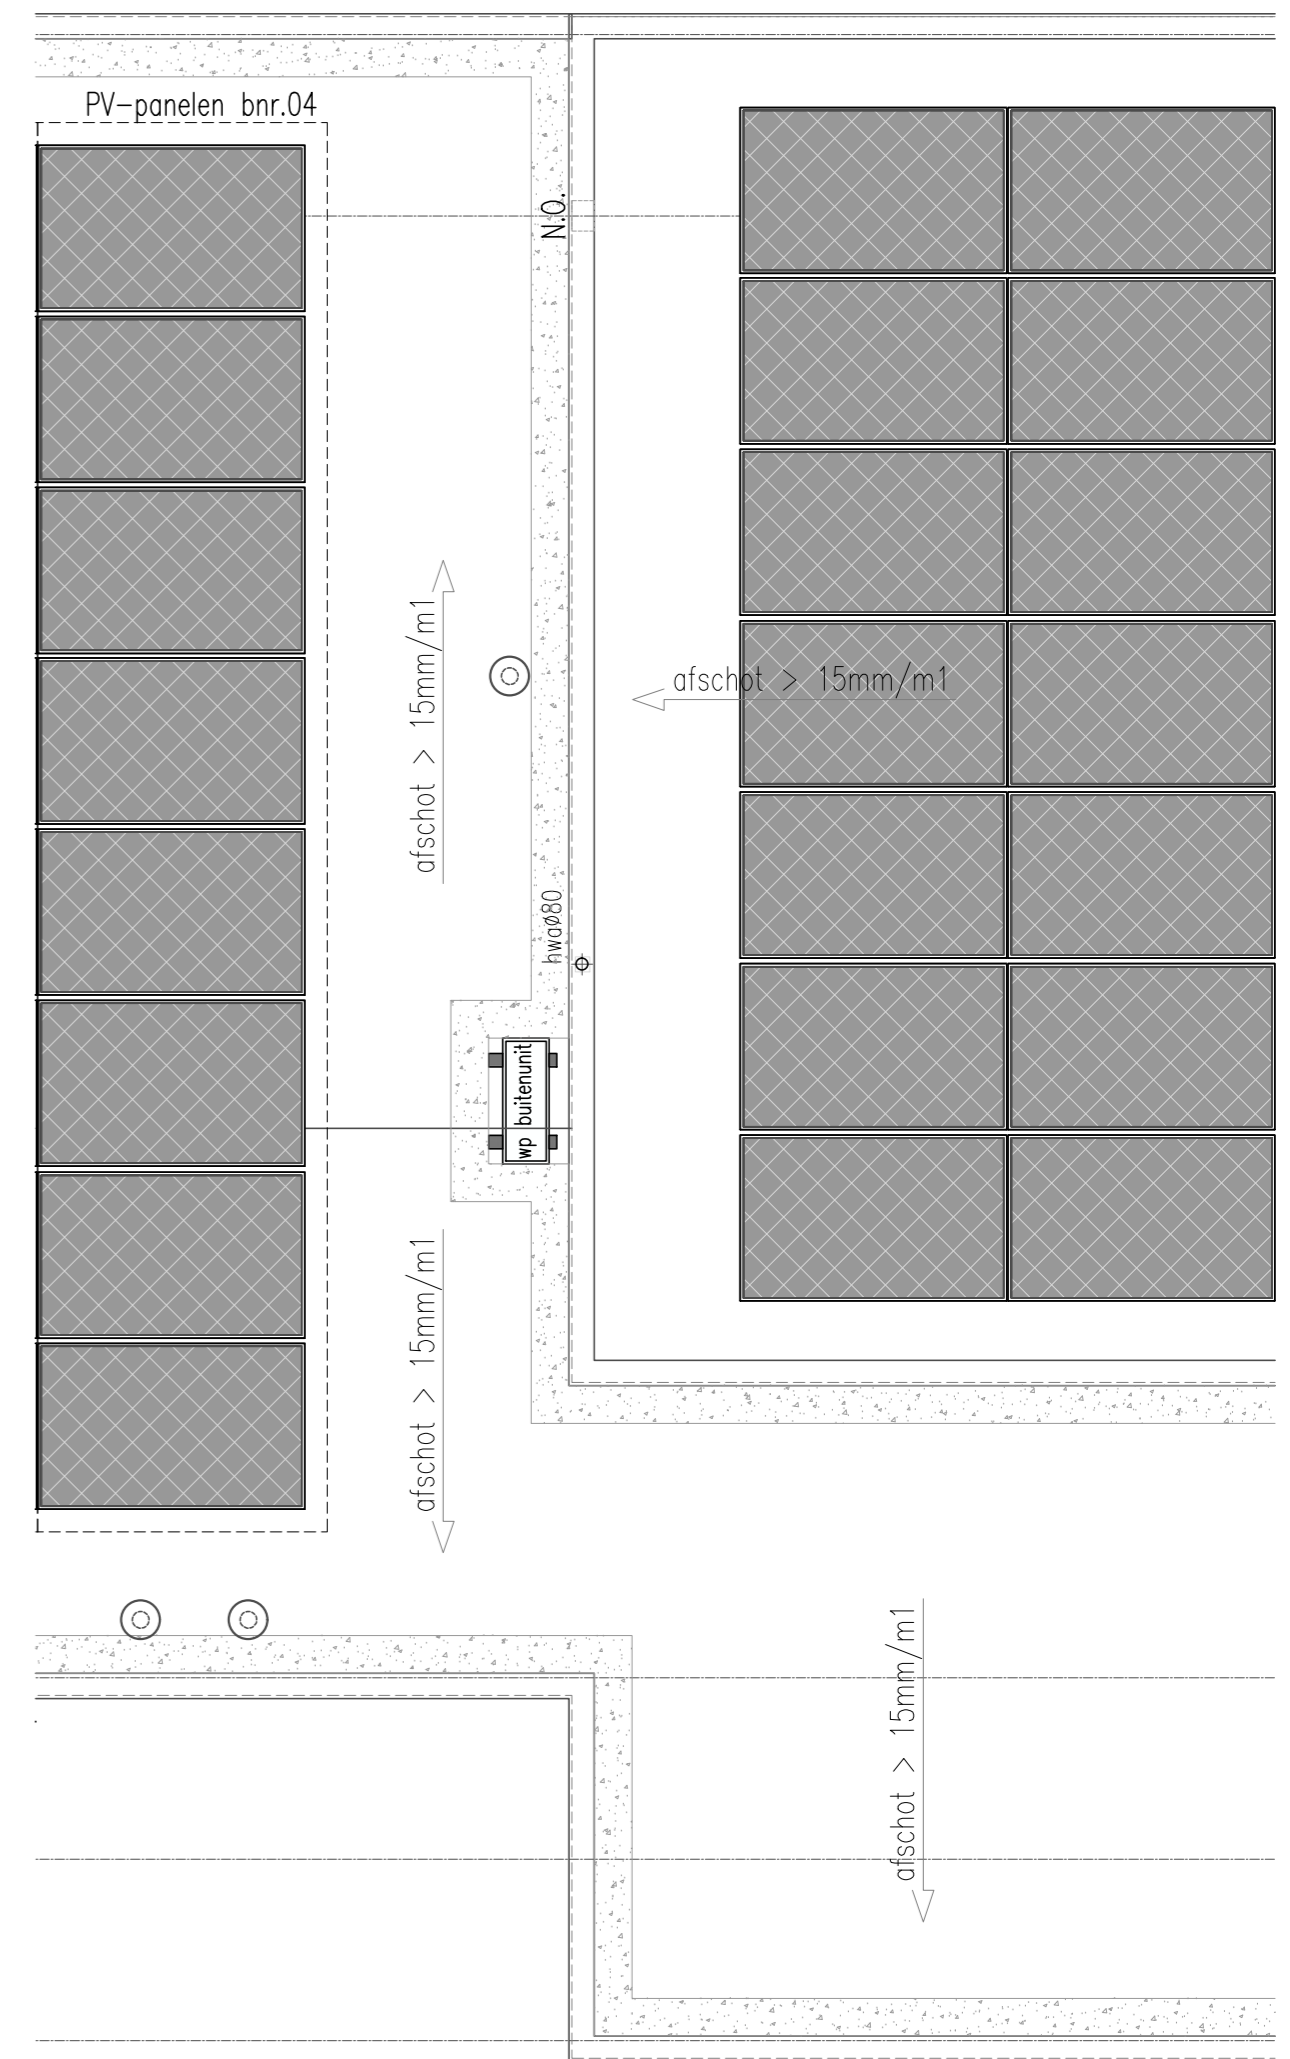 PV-panelen bnr.04
N.O.
afschot > 15mm/m1
afschot > 15mm/m1
hwaø80
wp buitenunit
afschot > 15mm/m1
afschot > 15mm/m1